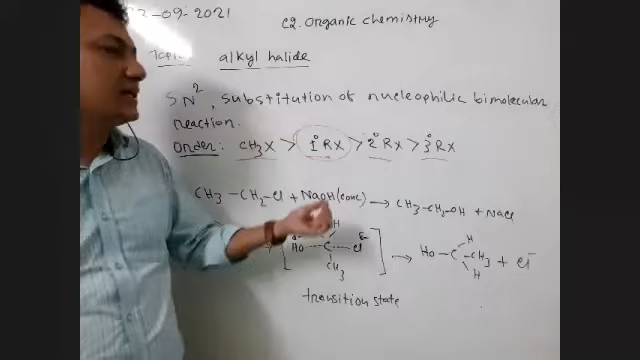 -09-2021
C2. Organic chemistry
Topic alkyl halide
SN², substitution of nucleophilic bimolecular
reaction.
Order: CH₃X > 1° RX > 2° RX > 3° RX
CH₃-CH₂-Cl + NaOH(conc) → CH₃-CH₂-OH + NaCl
H
δ⁻
H
HO C Cl
→ HO-C-CH₃ + Cl⁻
CH₃
H
transition state